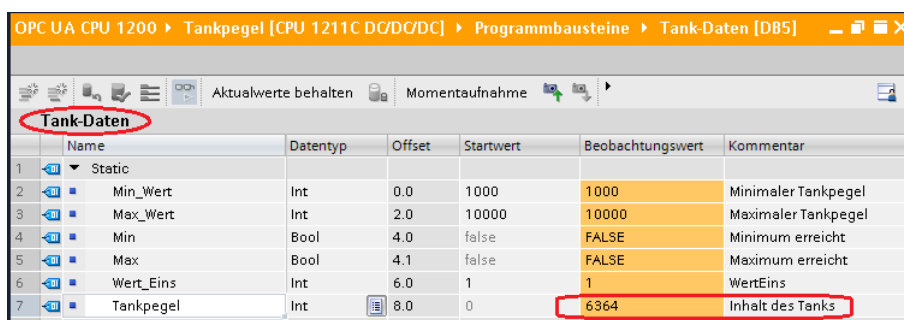 OPC UA CPU 1200 ▸ Tankpegel [CPU 1211C DC/DC/DC] ▸ Programmbausteine ▸ Tank-Daten [DB5]
Aktualwerte behalten Momentaufnahme
Tank-Daten
Name Datentyp Offset Startwert Beobachtungswert Kommentar
1 Static
2 Min_Wert Int 0.0 1000 1000 Minimaler Tankpegel
3 Max_Wert Int 2.0 10000 10000 Maximaler Tankpegel
4 Min Bool 4.0 false FALSE Minimum erreicht
5 Max Bool 4.1 false FALSE Maximum erreicht
6 Wert_Eins Int 6.0 1 1 WertEins
7 Tankpegel Int 8.0 0 6364 Inhalt des Tanks